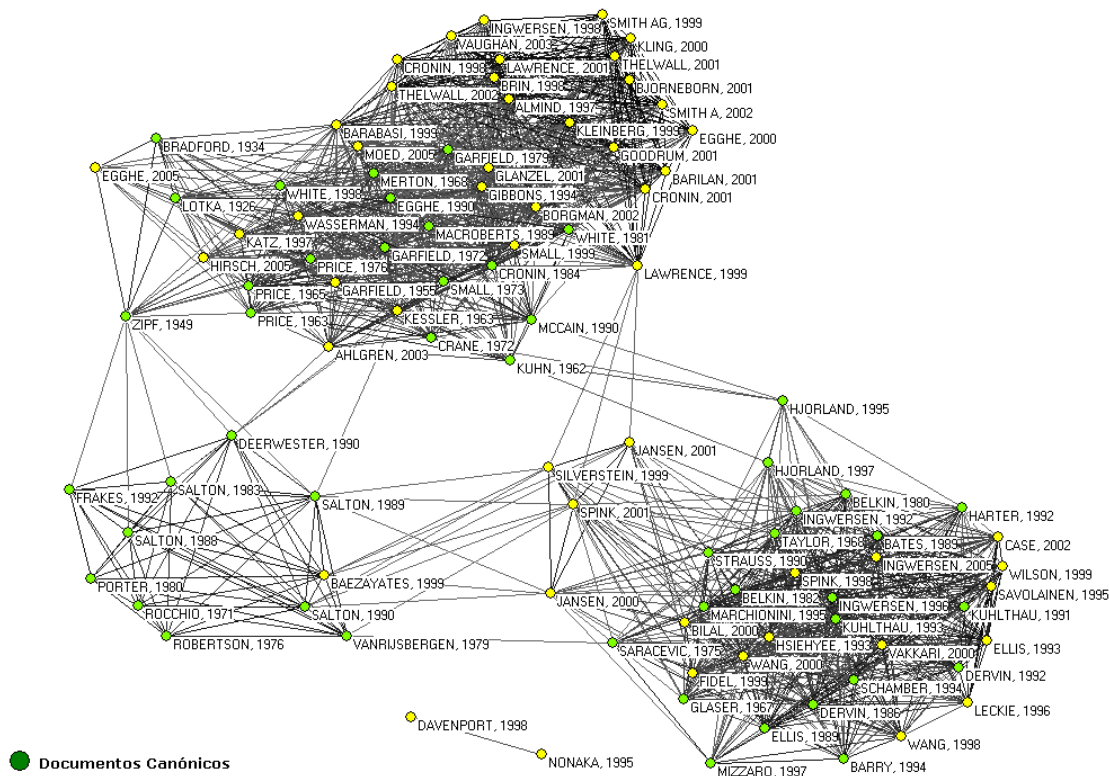 INGWERSEN, 1998
SMITH AG, 1999
VAUGHAN, 2003
KLING, 2000
CRONIN, 1998
LAWRENCE, 2001
THELWALL, 2001
BRIN, 1998
BJORNEBORN, 2001
THELWALL, 2002
ALMIND, 1997
SMITH A, 2002
BARABASI, 1999
KLEINBERG, 1999
EGGHE, 2000
BRADFORD, 1934
MOED, 2005
GARFIELD, 1979
GOODRUM, 2001
EGGHE, 2005
MERTON, 1968
GLANZEL, 2001
BARILAN, 2001
WHITE, 1998
GIBBONS, 1994
CRONIN, 2001
LOTKA, 1926
EGGHE, 1990
BORGMAN, 2002
WASSERMAN, 1994
MACROBERTS, 1989
WHITE, 1981
KATZ, 1997
GARFIELD, 1972
SMALL, 1999
HIRSCH, 2005
PRICE, 1976
CRONIN, 1984
LAWRENCE, 1999
PRICE, 1965
GARFIELD, 1955
SMALL, 1973
ZIPF, 1949
PRICE, 1963
KESSLER, 1963
MCCAIN, 1990
AHLGREN, 2003
CRANE, 1972
KUHN, 1962
HJORLAND, 1995
DEERWESTER, 1990
JANSEN, 2001
SILVERSTEIN, 1999
HJORLAND, 1997
FRAKES, 1992
SALTON, 1983
SALTON, 1989
SPINK, 2001
BELKIN, 1980
INGWERSEN, 1992
HARTER, 1992
SALTON, 1988
TAYLOR, 1968
BATES, 1989
CASE, 2002
STRAUSS, 1990
INGWERSEN, 2005
WILSON, 1999
PORTER, 1980
BAEZAYATES, 1999
SPINK, 1998
SAVOLAINEN, 1995
JANSEN, 2000
BELKIN, 1982
INGWERSEN, 1996
KUHLTHAU, 1991
ROCCHIO, 1971
SALTON, 1990
MARCHIONINI, 1995
KUHLTHAU, 1993
ROBERTSON, 1976
VANRIJSBERGEN, 1979
SARACEVIC, 1975
BILAL, 2000
HSIEHYEE, 1993
VAKKARI, 2000
ELLIS, 1993
WANG, 2000
DERVIN, 1992
FIDEL, 1999
SCHAMBER, 1994
GLASER, 1967
DERVIN, 1986
LECKIE, 1996
DAVENPORT, 1998
ELLIS, 1989
WANG, 1998
NONAKA, 1995
MIZZARO, 1997
BARRY, 1994
Documentos Canónicos